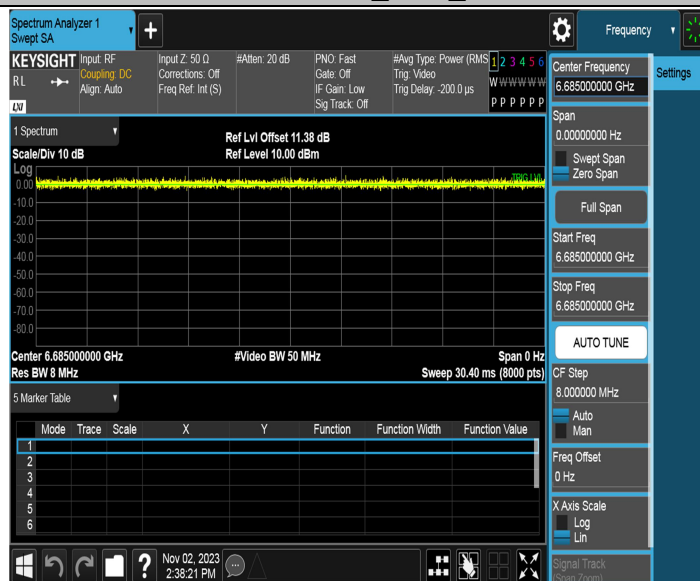 Spectrum Analyzer 1
Swept SA
Frequency
KEYSIGHT
RL
LXI
Input: RF
Coupling: DC
Align: Auto
Input Z: 50 Ω
Corrections: Off
Freq Ref: Int (S)
#Atten: 20 dB
PNO: Fast
Gate: Off
IF Gain: Low
Sig Track: Off
#Avg Type: Power (RMS
Trig: Video
Trig Delay: -200.0 µs
1 2 3 4 5 6
W W W W W W
P P P P P P
Center Frequency
6.685000000 GHz
Settings
Span
0.00000000 Hz
Swept Span
Zero Span
Full Span
Start Freq
6.685000000 GHz
Stop Freq
6.685000000 GHz
AUTO TUNE
CF Step
8.000000 MHz
Auto
Man
Freq Offset
0 Hz
X Axis Scale
Log
Lin
Signal Track
(Span Zoom)
1 Spectrum
Scale/Div 10 dB
Ref Lvl Offset 11.38 dB
Ref Level 10.00 dBm
Log
TRIG LVL
0.00
-10.0
-20.0
-30.0
-40.0
-50.0
-60.0
-70.0
-80.0
Center 6.685000000 GHz
#Video BW 50 MHz
Span 0 Hz
Res BW 8 MHz
Sweep 30.40 ms (8000 pts)
5 Marker Table
Mode Trace Scale X Y Function Function Width Function Value
1
2
3
4
5
6
?
Nov 02, 2023
2:38:21 PM